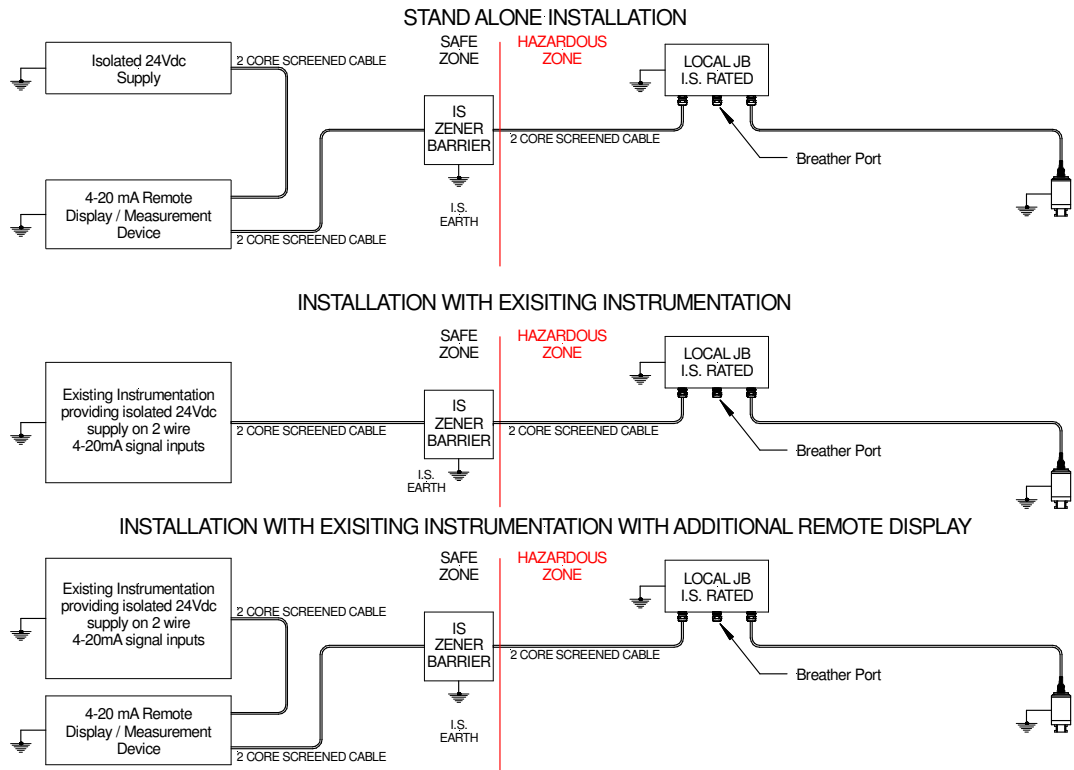 STAND ALONE INSTALLATION
SAFE
ZONE
HAZARDOUS
ZONE
Isolated 24Vdc
Supply
2 CORE SCREENED CABLE
LOCAL JB
I.S. RATED
IS
ZENER
BARRIER
2 CORE SCREENED CABLE
Breather Port
4-20 mA Remote
Display / Measurement
Device
I.S.
EARTH
2 CORE SCREENED CABLE
INSTALLATION WITH EXISITING INSTRUMENTATION
SAFE
ZONE
HAZARDOUS
ZONE
LOCAL JB
I.S. RATED
Existing Instrumentation
providing isolated 24Vdc
supply on 2 wire
4-20mA signal inputs
2 CORE SCREENED CABLE
IS
ZENER
BARRIER
2 CORE SCREENED CABLE
Breather Port
I.S.
EARTH
INSTALLATION WITH EXISITING INSTRUMENTATION WITH ADDITIONAL REMOTE DISPLAY
SAFE
ZONE
HAZARDOUS
ZONE
Existing Instrumentation
providing isolated 24Vdc
supply on 2 wire
4-20mA signal inputs
2 CORE SCREENED CABLE
LOCAL JB
I.S. RATED
IS
ZENER
BARRIER
2 CORE SCREENED CABLE
Breather Port
4-20 mA Remote
Display / Measurement
Device
I.S.
EARTH
2 CORE SCREENED CABLE